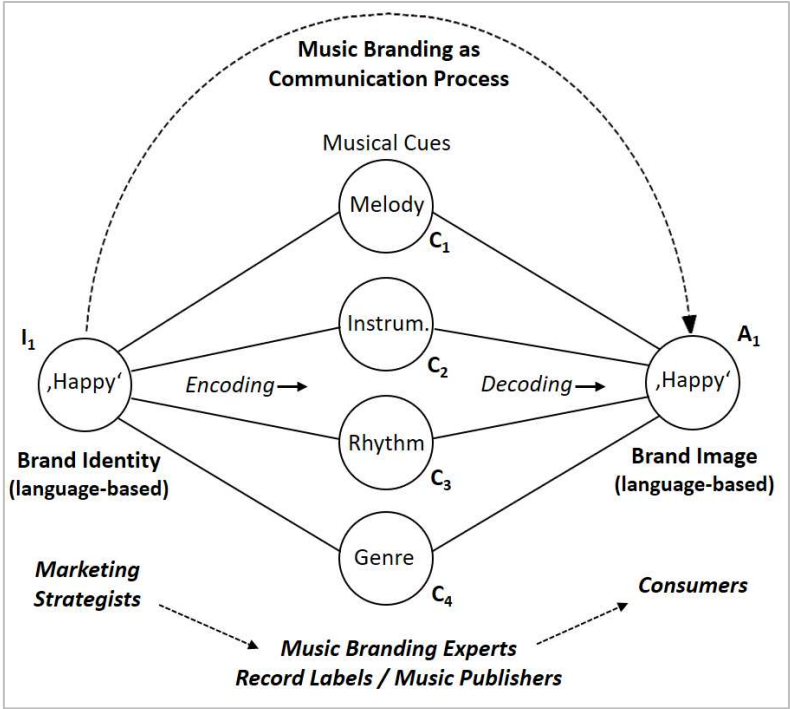 Music Branding as
Communication Process
Musical Cues
Melody
C₁
Instrum.
C₂
I₁
A₁
‚Happy‘
Encoding
Decoding
‚Happy‘
Rhythm
C₃
Brand Identity
(language-based)
Brand Image
(language-based)
Genre
C₄
Marketing
Strategists
Consumers
Music Branding Experts
Record Labels / Music Publishers